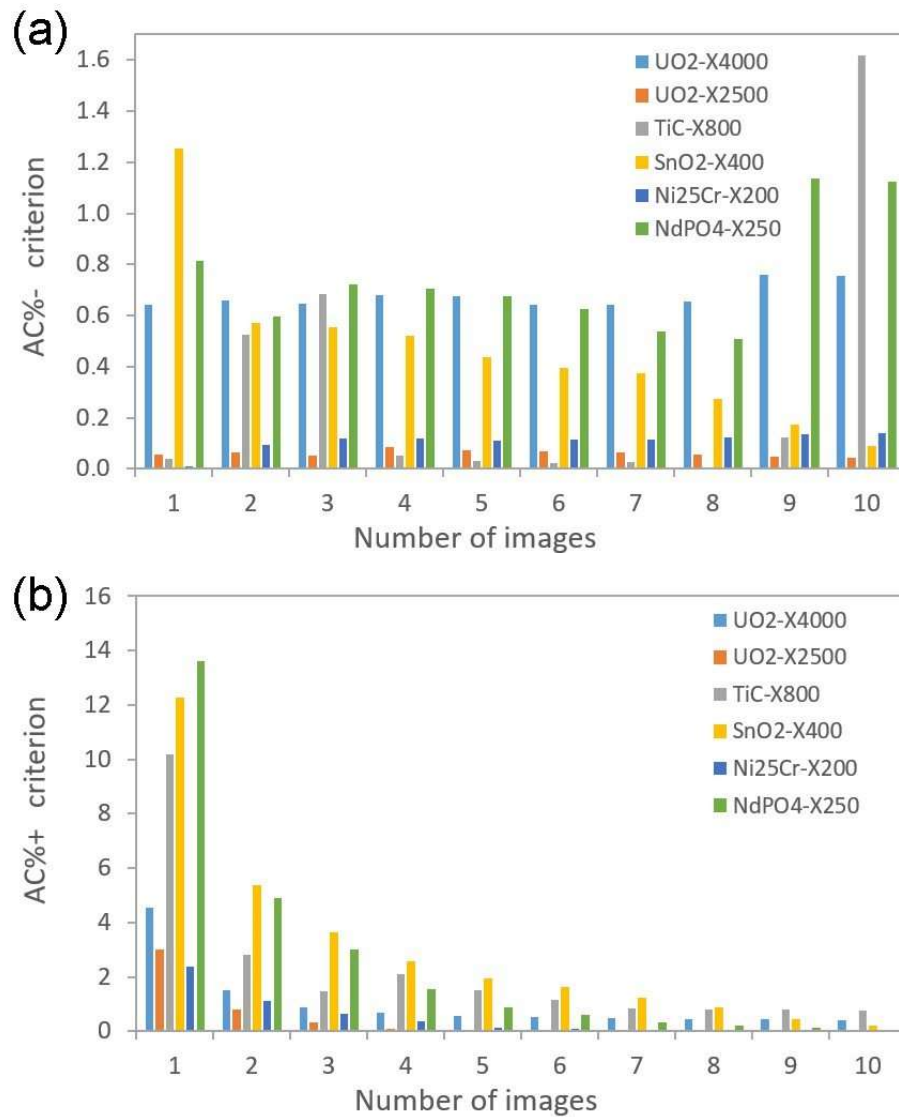 (a)
1.6
1.4
1.2
1.0
0.8
0.6
0.4
0.2
0.0
AC%- criterion
UO2-X4000
UO2-X2500
TiC-X800
SnO2-X400
Ni25Cr-X200
NdPO4-X250
1 2 3 4 5 6 7 8 9 10
Number of images
(b)
16
14
12
10
8
6
4
2
0
AC%+ criterion
UO2-X4000
UO2-X2500
TiC-X800
SnO2-X400
Ni25Cr-X200
NdPO4-X250
1 2 3 4 5 6 7 8 9 10
Number of images